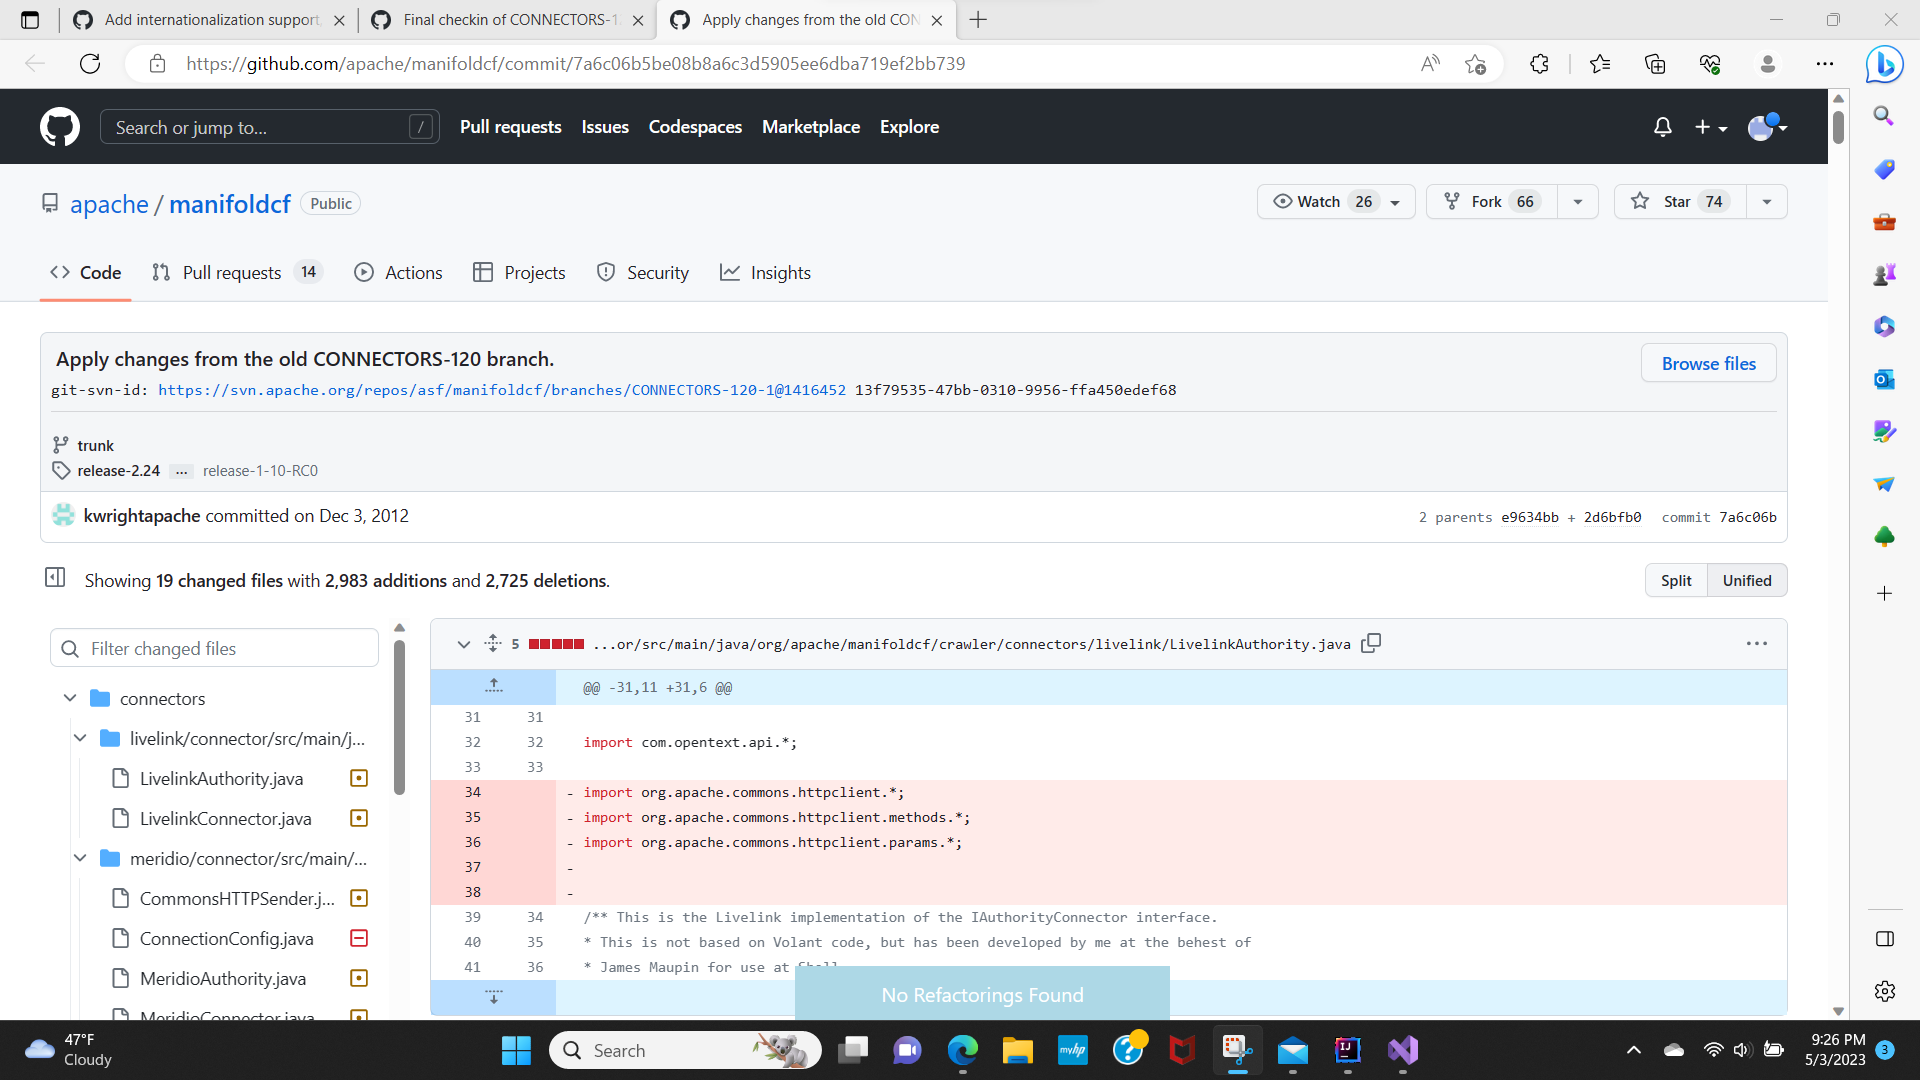 Add internationalization support
Final checkin of CONNECTORS-1
Apply changes from the old CON
https://github.com/apache/manifoldcf/commit/7a6c06b5be08b8a6c3d5905ee6dba719ef2bb739
Search or jump to...
/
Pull requests
Issues
Codespaces
Marketplace
Explore
apache / manifoldcf
Public
Watch 26
Fork 66
Star 74
Code
Pull requests 14
Actions
Projects
Security
Insights
Apply changes from the old CONNECTORS-120 branch.
Browse files
git-svn-id: https://svn.apache.org/repos/asf/manifoldcf/branches/CONNECTORS-120-1@1416452 13f79535-47bb-0310-9956-ffa450edef68
trunk
release-2.24 ... release-1-10-RC0
kwrightapache committed on Dec 3, 2012
2 parents e9634bb + 2d6bfb0 commit 7a6c06b
Showing 19 changed files with 2,983 additions and 2,725 deletions.
Split
Unified
Filter changed files
connectors
livelink/connector/src/main/j...
LivelinkAuthority.java
LivelinkConnector.java
meridio/connector/src/main/...
CommonsHTTPSender.j...
ConnectionConfig.java
MeridioAuthority.java
MeridioConnector.java
5 ...or/src/main/java/org/apache/manifoldcf/crawler/connectors/livelink/LivelinkAuthority.java
@@ -31,11 +31,6 @@
31 31
32 32 import com.opentext.api.*;
33 33
34 - import org.apache.commons.httpclient.*;
35 - import org.apache.commons.httpclient.methods.*;
36 - import org.apache.commons.httpclient.params.*;
37 -
38 -
39 34 /** This is the Livelink implementation of the IAuthorityConnector interface.
40 35 * This is not based on Volant code, but has been developed by me at the behest of
41 36 * James Maupin for use at Shell
No Refactorings Found
47°F
Cloudy
Search
myhp
9:26 PM
5/3/2023
3